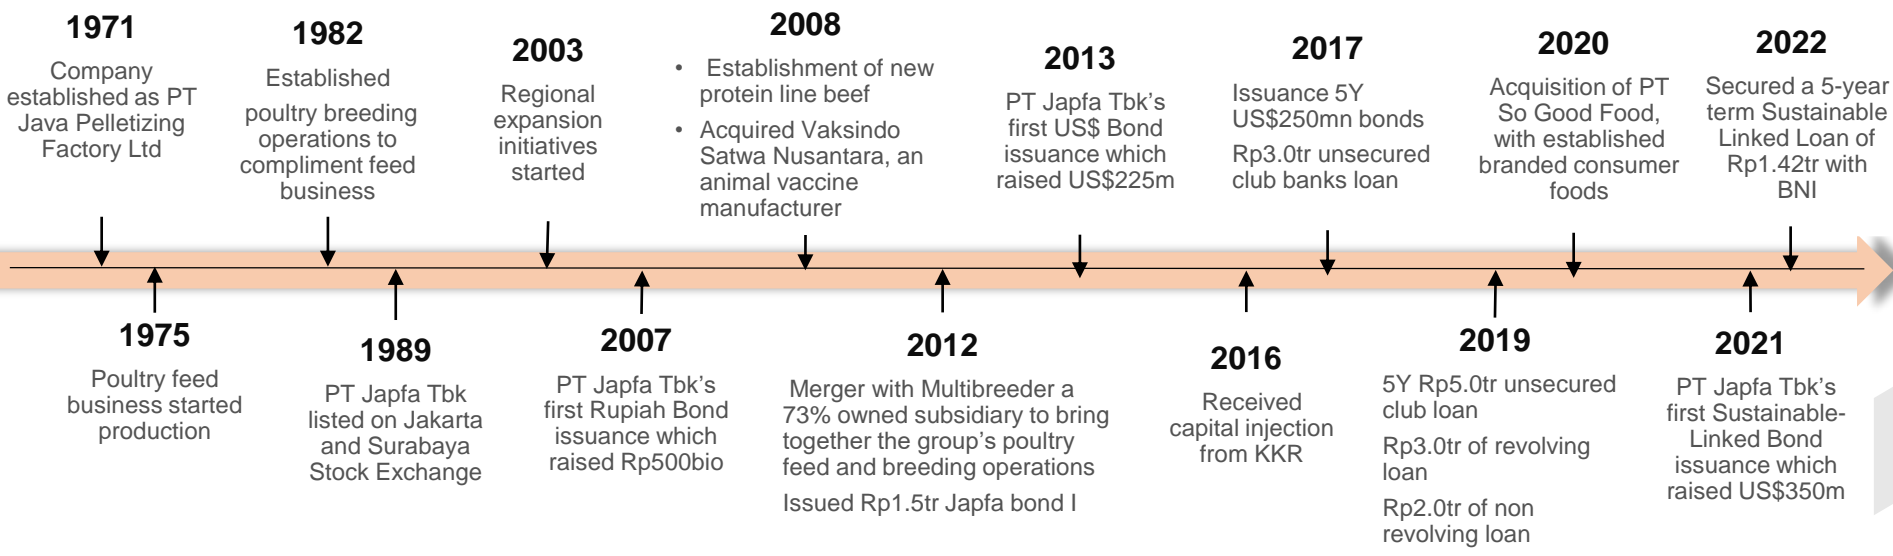 1971
Company
established as PT
Java Pelletizing
Factory Ltd
1982
Established
poultry breeding
operations to
compliment feed
business
2003
Regional
expansion
initiatives
started
2008
• Establishment of new
protein line beef
• Acquired Vaksindo
Satwa Nusantara, an
animal vaccine
manufacturer
2013
PT Japfa Tbk’s
first US$ Bond
issuance which
raised US$225m
2017
Issuance 5Y
US$250mn bonds
Rp3.0tr unsecured
club banks loan
2020
Acquisition of PT
So Good Food,
with established
branded consumer
foods
2022
Secured a 5-year
term Sustainable
Linked Loan of
Rp1.42tr with
BNI
1975
Poultry feed
business started
production
1989
PT Japfa Tbk
listed on Jakarta
and Surabaya
Stock Exchange
2007
PT Japfa Tbk’s
first Rupiah Bond
issuance which
raised Rp500bio
2012
Merger with Multibreeder a
73% owned subsidiary to bring
together the group’s poultry
feed and breeding operations
Issued Rp1.5tr Japfa bond I
2016
Received
capital injection
from KKR
2019
5Y Rp5.0tr unsecured
club loan
Rp3.0tr of revolving
loan
Rp2.0tr of non
revolving loan
2021
PT Japfa Tbk’s
first Sustainable-
Linked Bond
issuance which
raised US$350m